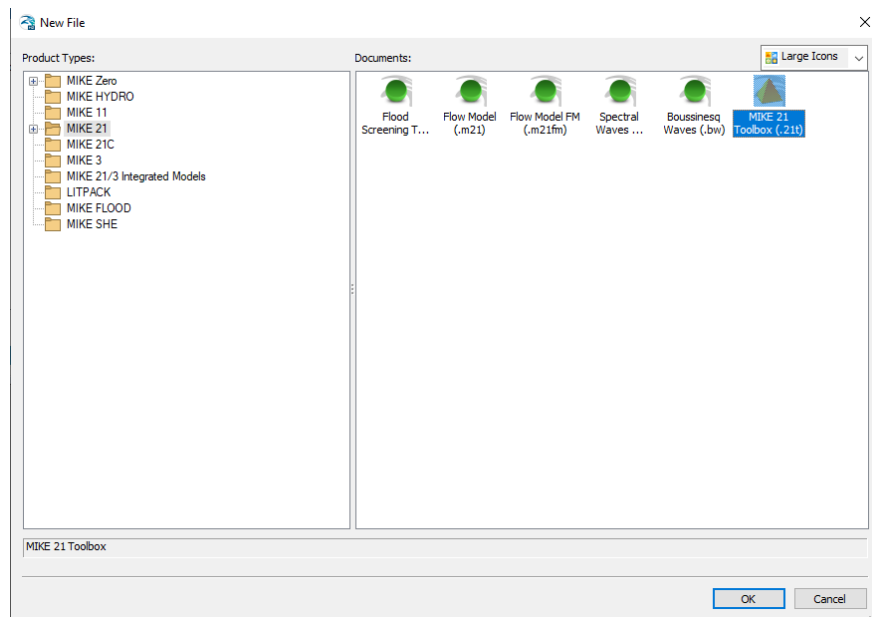 New File
Product Types:
Documents:
Large Icons
MIKE Zero
MIKE HYDRO
MIKE 11
MIKE 21
MIKE 21C
MIKE 3
MIKE 21/3 Integrated Models
LITPACK
MIKE FLOOD
MIKE SHE
Flood
Screening T...
Flow Model
(.m21)
Flow Model FM
(.m21fm)
Spectral
Waves ...
Boussinesq
Waves (.bw)
MIKE 21
Toolbox (.21t)
MIKE 21 Toolbox
OK
Cancel